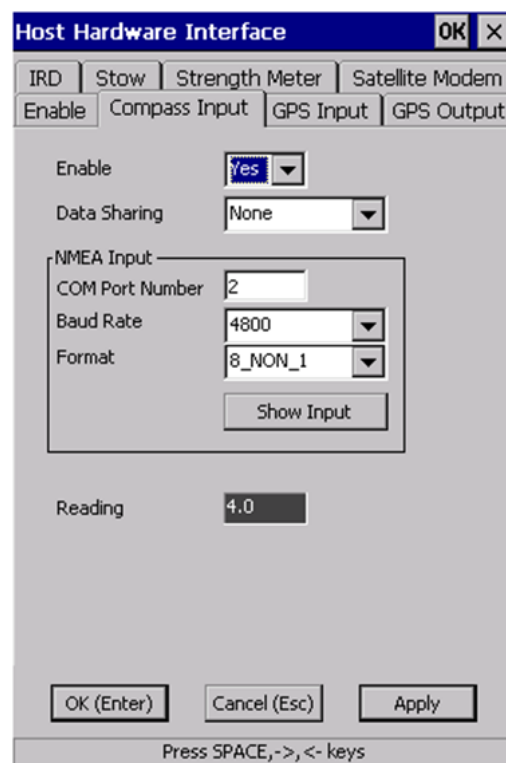 Host Hardware Interface OK ×
IRD Stow Strength Meter Satellite Modem
Enable Compass Input GPS Input GPS Output
Enable Yes
Data Sharing None
NMEA Input
COM Port Number 2
Baud Rate 4800
Format 8_NON_1
Show Input
Reading 4.0
OK (Enter) Cancel (Esc) Apply
Press SPACE,->,<- keys